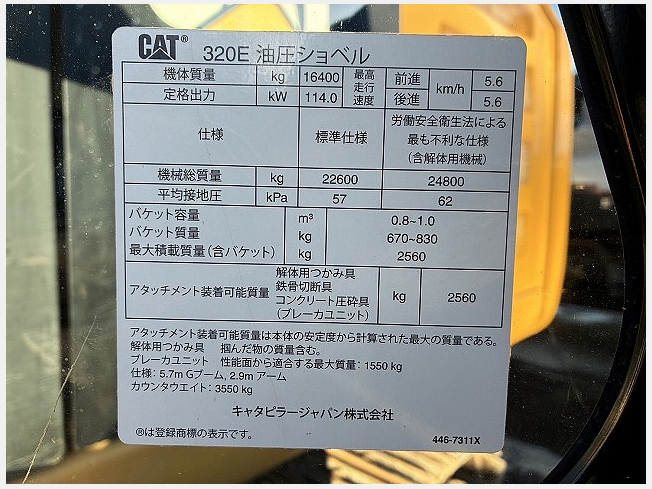 CAT® 320E 油圧ショベル
機体質量 kg 16400 最高走行速度 前進 km/h 5.6
定格出力 kW 114.0 後進 5.6
仕様 標準仕様 労働安全衛生法による最も不利な仕様(含解体用機械)
機械総質量 kg 22600 24800
平均接地圧 kPa 57 62
バケット容量 m³ 0.8~1.0
バケット質量 kg 670~830
最大積載質量(含バケット) kg 2560
アタッチメント装着可能質量 解体用つかみ具 鉄骨切断具 コンクリート圧砕具 (ブレーカユニット) kg 2560
アタッチメント装着可能質量は本体の安定度から計算された最大の質量である。
解体用つかみ具 掴んだ物の質量含む。
ブレーカユニット 性能面から適合する最大質量:1550 kg
仕様:5.7m Gブーム, 2.9m アーム
カウンタウエイト:3550 kg
キャタピラージャパン株式会社
®は登録商標の表示です。 446-7311X